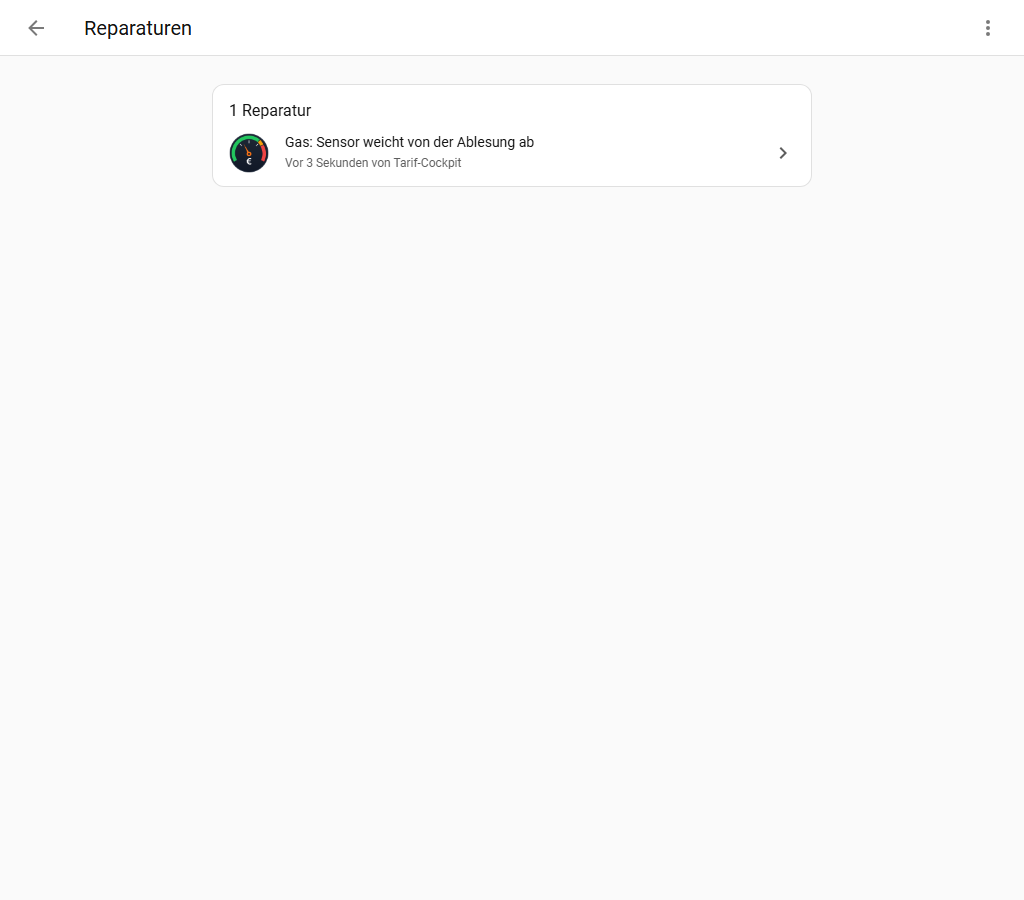 Reparaturen
1 Reparatur
Gas: Sensor weicht von der Ablesung ab
Vor 3 Sekunden von Tarif-Cockpit
€